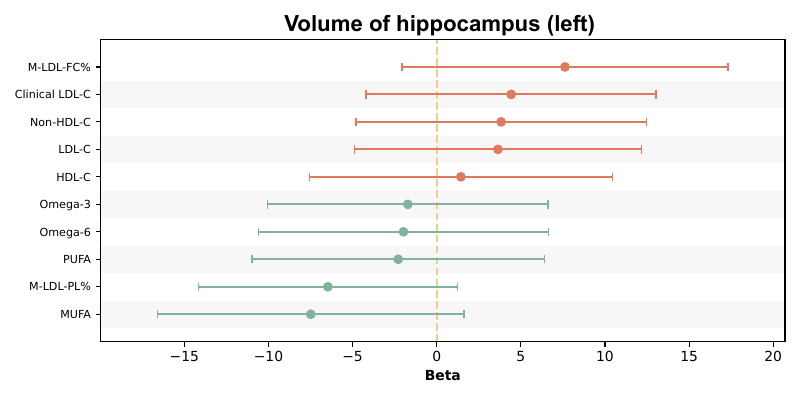 Volume of hippocampus (left)
M-LDL-FC%
Clinical LDL-C
Non-HDL-C
LDL-C
HDL-C
Omega-3
Omega-6
PUFA
M-LDL-PL%
MUFA
−15 −10 −5 0 5 10 15 20
Beta